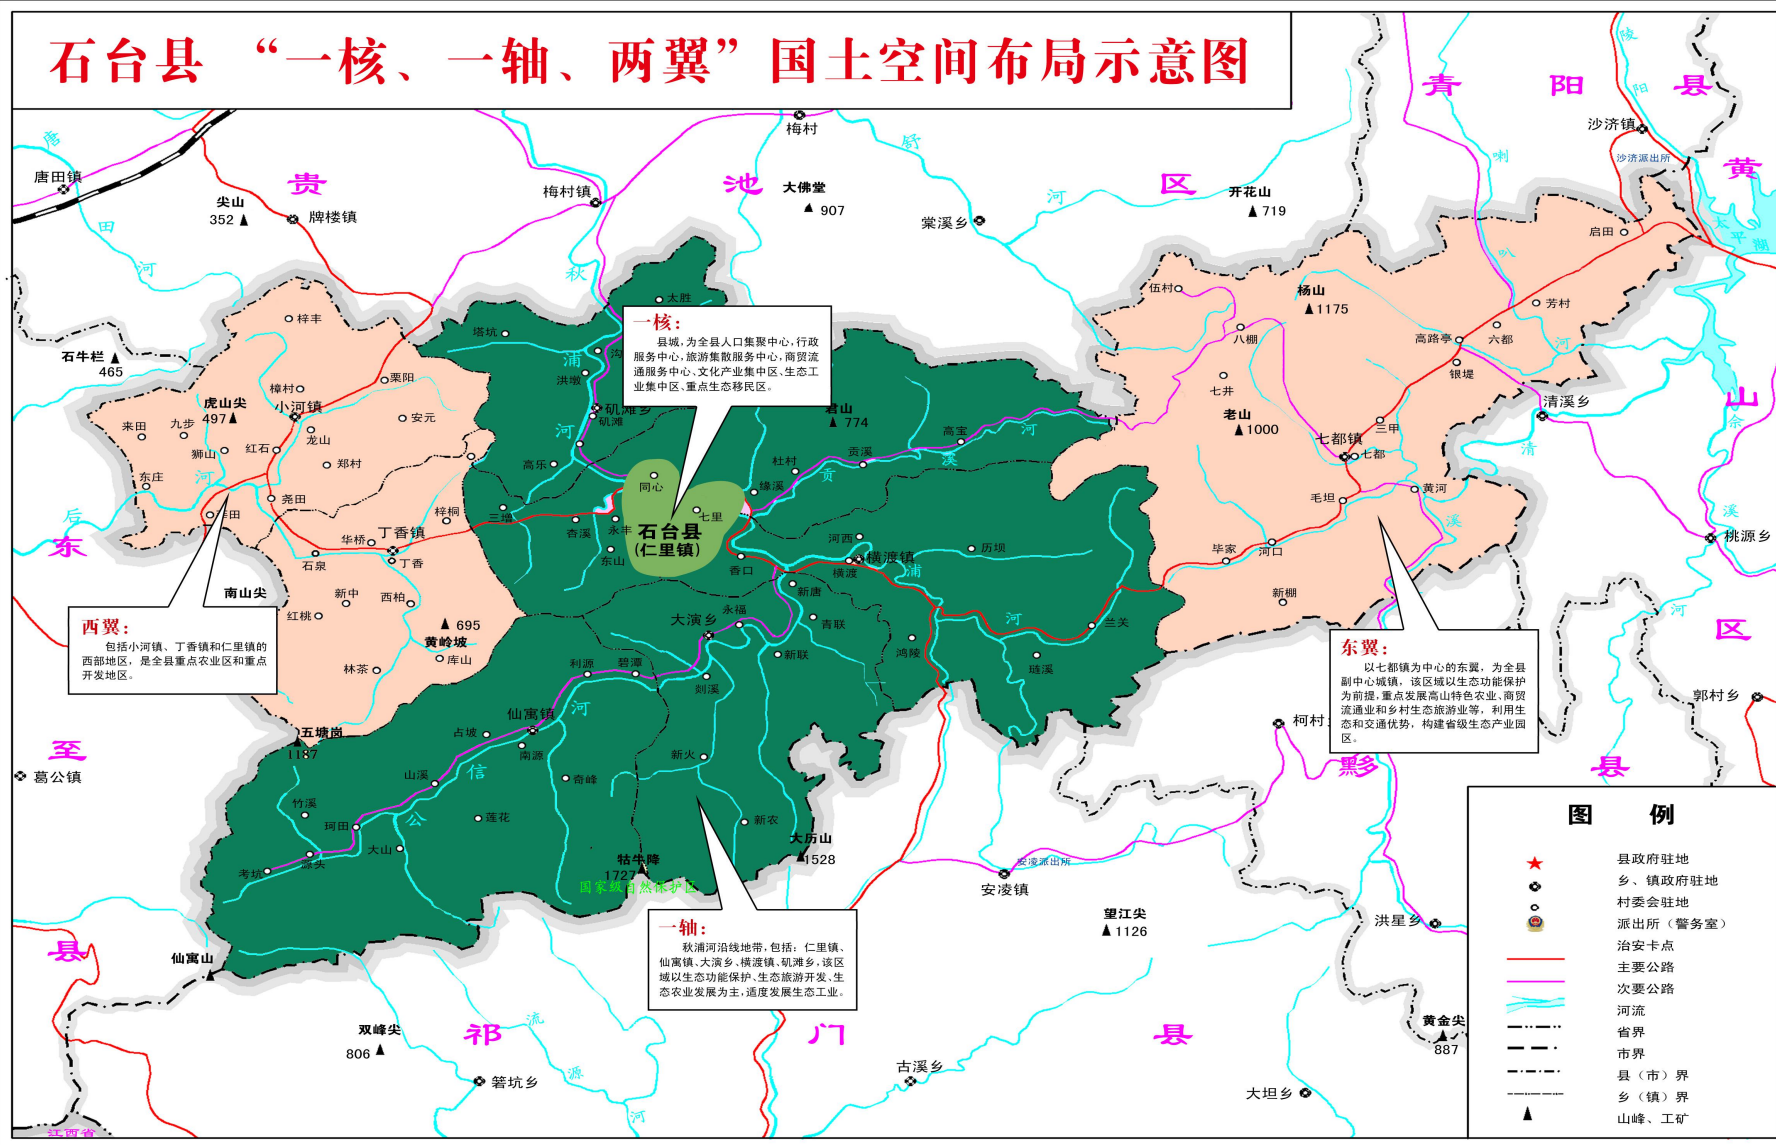 石台县 “一核、一轴、两翼”国土空间布局示意图
青阳县
贵池区
黄山区
东至县
祁门县
黟县
江西省
唐田镇
尖山
352
牌楼镇
梅村
梅村镇
大佛堂
907
棠溪乡
开花山
719
沙济镇
沙济派出所
唐田河
秋浦河
舒
河
陵阳
喇叭河
太平湖
启田
伍村
杨山
1175
芳村
八棚
高路亭
六都
银堤
七井
老山
1000
三甲
七都镇
七都
清溪乡
毛坦
黄河
毕家
河口
新棚
清溪
余溪河
桃源乡
郭村乡
柯村
石牛栏
465
梓丰
栗阳
樟村
小河镇
虎山尖
497
安元
来田
九步
龙山
狮山
红石
郑村
东庄
尧田
梓桐
华桥
丁香镇
丁香
石泉
新中
西柏
红桃
南山尖
695
黄岭坡
库山
林茶
后河
五塘岗
1187
葛公镇
太胜
塔坑
洪墩
矶滩乡
矶滩
高乐
君山
774
高宝
贡溪
杜村
缘溪
贡溪河
同心
七里
石台县
(仁里镇)
三增
杏溪
永丰
东山
香口
河西
横渡镇
横渡
历坝
浦河
新唐
永福
大演乡
青联
新联
鸿陵
兰关
琏溪
利源
碧潭
剡溪
仙寓镇
占坡
南源
新火
山溪
奇峰
竹溪
珂田
莲花
新农
大山
源头
考坑
公信河
大历山
1528
牯牛降
1727
国家级自然保护区
仙寓山
双峰尖
806
箬坑乡
流源河
古溪乡
大坦乡
安凌派出所
安凌镇
望江尖
1126
洪星乡
黄金尖
887
一核：
县城，为全县人口集聚中心，行政
服务中心，旅游集散服务中心，商贸流
通服务中心、文化产业集中区、生态工
业集中区、重点生态移民区。
西翼：
包括小河镇、丁香镇和仁里镇的
西部地区，是全县重点农业区和重点
开发地区。
东翼：
以七都镇为中心的东翼，为全县
副中心城镇，该区域以生态功能保护
为前提，重点发展高山特色农业、商贸
流通业和乡村生态旅游业等，利用生
态和交通优势，构建省级生态产业园
区。
一轴：
秋浦河沿线地带，包括：仁里镇、
仙寓镇、大演乡、横渡镇、矶滩乡，该区
域以生态功能保护、生态旅游开发、生
态农业发展为主，适度发展生态工业。
图 例
县政府驻地
乡、镇政府驻地
村委会驻地
派出所（警务室）
治安卡点
主要公路
次要公路
河流
省界
市界
县（市）界
乡（镇）界
山峰、工矿